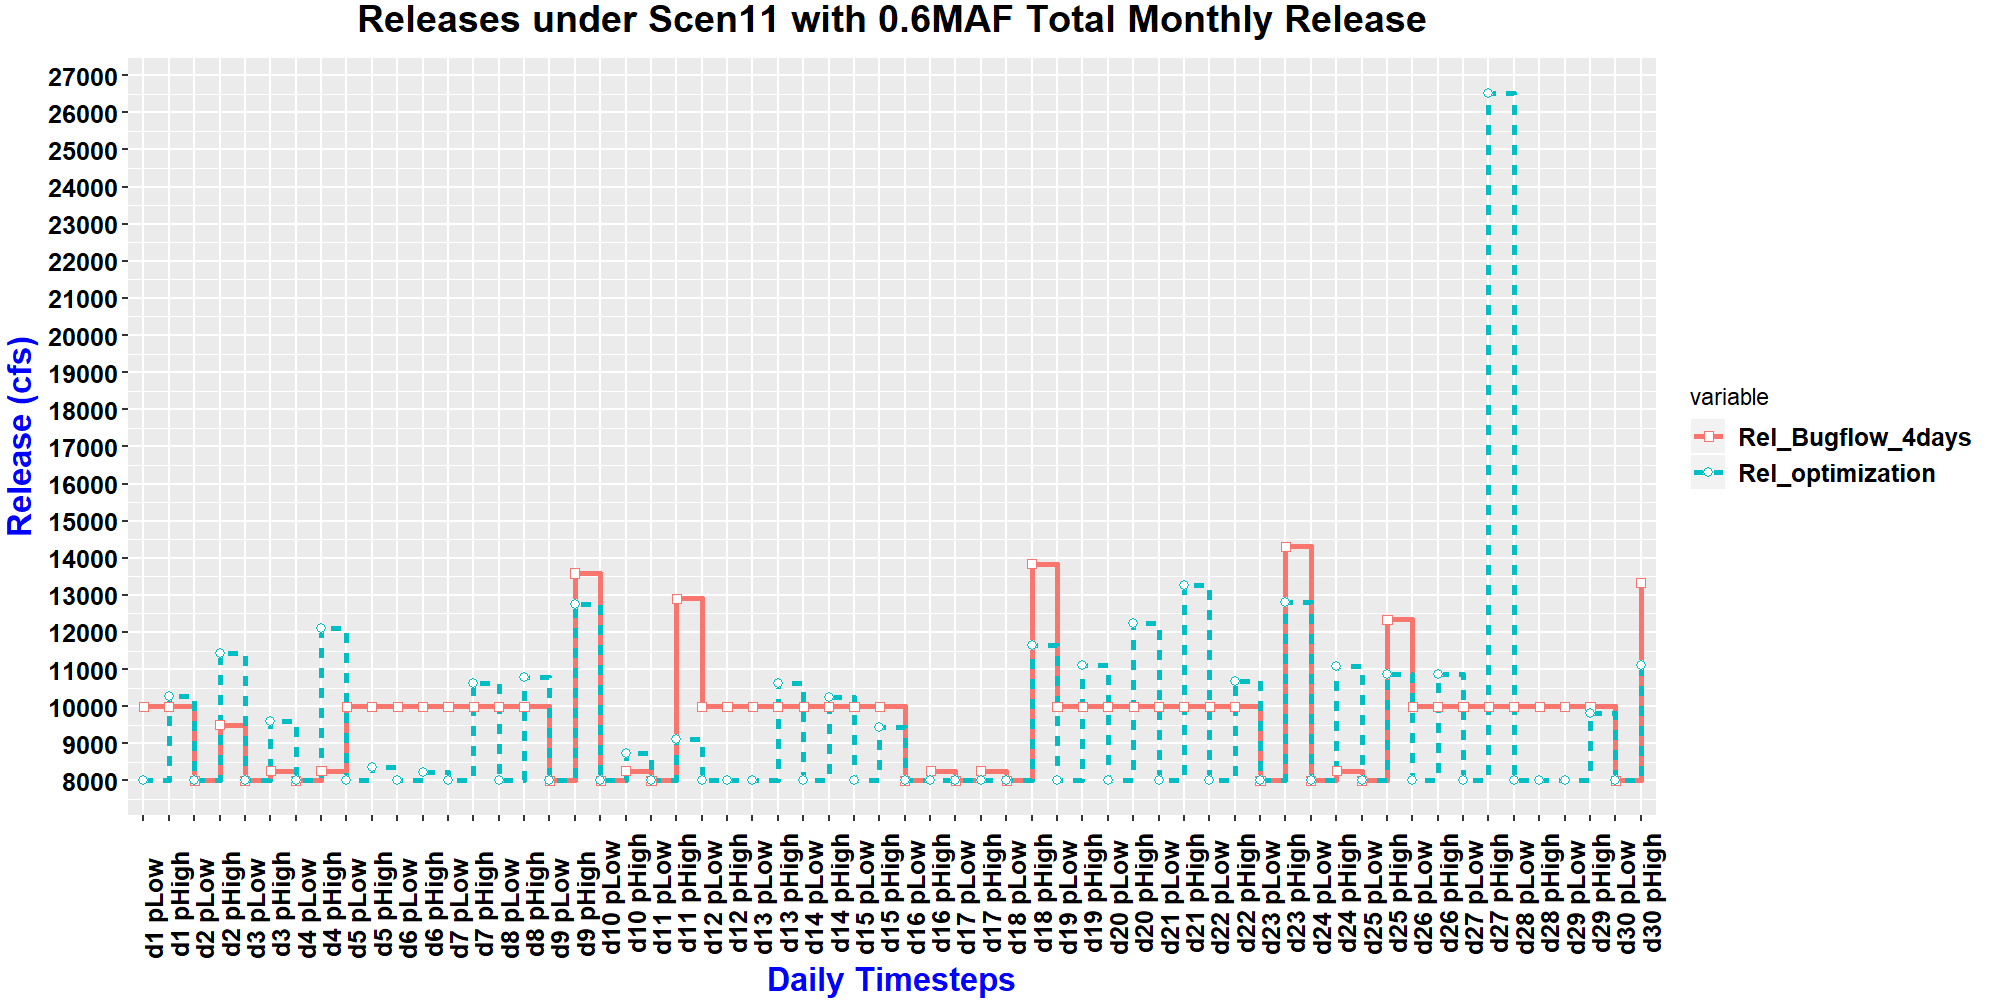 Releases under Scen11 with 0.6MAF Total Monthly Release
27000
26000
25000
24000
23000
22000
21000
20000
19000
18000
17000
16000
15000
14000
13000
12000
11000
10000
9000
8000
Release (cfs)
d1 pLow
d1 pHigh
d2 pLow
d2 pHigh
d3 pLow
d3 pHigh
d4 pLow
d4 pHigh
d5 pLow
d5 pHigh
d6 pLow
d6 pHigh
d7 pLow
d7 pHigh
d8 pLow
d8 pHigh
d9 pLow
d9 pHigh
d10 pLow
d10 pHigh
d11 pLow
d11 pHigh
d12 pLow
d12 pHigh
d13 pLow
d13 pHigh
d14 pLow
d14 pHigh
d15 pLow
d15 pHigh
d16 pLow
d16 pHigh
d17 pLow
d17 pHigh
d18 pLow
d18 pHigh
d19 pLow
d19 pHigh
d20 pLow
d20 pHigh
d21 pLow
d21 pHigh
d22 pLow
d22 pHigh
d23 pLow
d23 pHigh
d24 pLow
d24 pHigh
d25 pLow
d25 pHigh
d26 pLow
d26 pHigh
d27 pLow
d27 pHigh
d28 pLow
d28 pHigh
d29 pLow
d29 pHigh
d30 pLow
d30 pHigh
Daily Timesteps
variable
Rel_Bugflow_4days
Rel_optimization